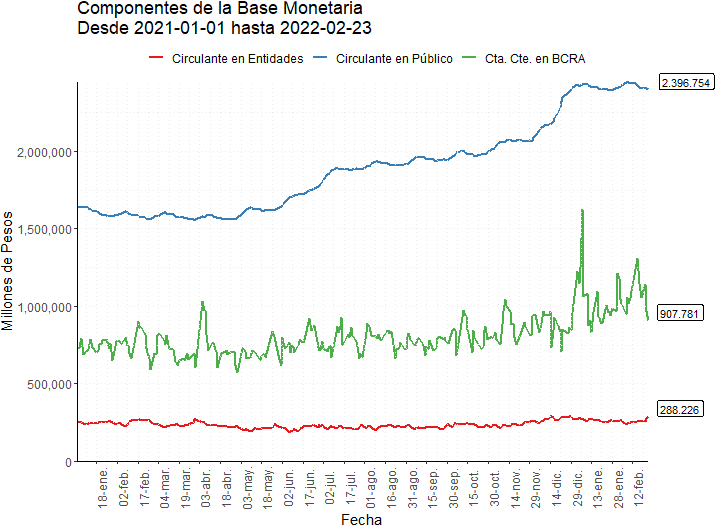 Componentes de la Base Monetaria
Desde 2021-01-01 hasta 2022-02-23
Circulante en Entidades
Circulante en Público
Cta. Cte. en BCRA
2.396.754
2,000,000
1,500,000
Millones de Pesos
1,000,000
907.781
500,000
288.226
0
18-ene.
02-feb.
17-feb.
04-mar.
19-mar.
03-abr.
18-abr.
03-may.
18-may.
02-jun.
17-jun.
02-jul.
17-jul.
01-ago.
16-ago.
31-ago.
15-sep.
30-sep.
15-oct.
30-oct.
14-nov.
29-nov.
14-dic.
29-dic.
13-ene.
28-ene.
12-feb.
Fecha